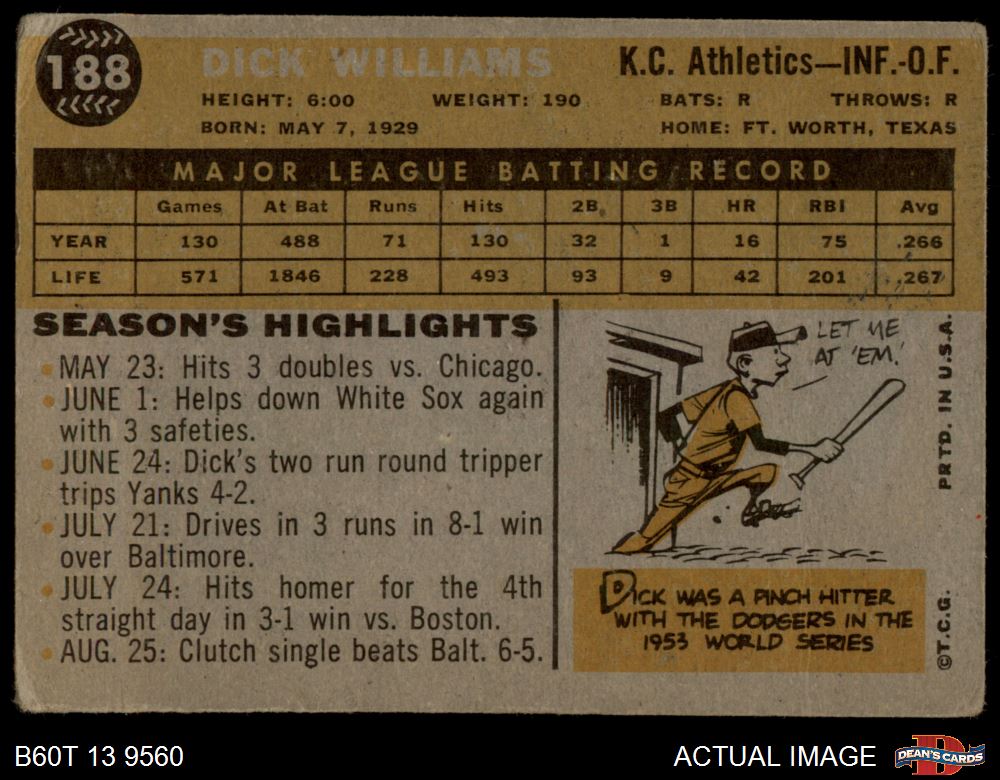 188
DICK WILLIAMS
K.C. Athletics—INF.-O.F.
HEIGHT: 6:00 WEIGHT: 190 BATS: R THROWS: R
BORN: MAY 7, 1929 HOME: FT. WORTH, TEXAS
MAJOR LEAGUE BATTING RECORD
Games At Bat Runs Hits 2B. 3B HR RBI Avg
YEAR 130 488 71 130 32 1 16 75 .266
LIFE 571 1846 228 493 93 9 42 201 .267
SEASON'S HIGHLIGHTS
• MAY 23: Hits 3 doubles vs. Chicago.
• JUNE 1: Helps down White Sox again
with 3 safeties.
• JUNE 24: Dick's two run round tripper
trips Yanks 4-2.
• JULY 21: Drives in 3 runs in 8-1 win
over Baltimore.
• JULY 24: Hits homer for the 4th
straight day in 3-1 win vs. Boston.
• AUG. 25: Clutch single beats Balt. 6-5.
LET ME
AT 'EM.'
DICK WAS A PINCH HITTER
WITH THE DODGERS IN THE
1953 WORLD SERIES
PRTD. IN U.S.A.
©T.C.G.
B60T 13 9560
ACTUAL IMAGE
DEAN'S CARDS